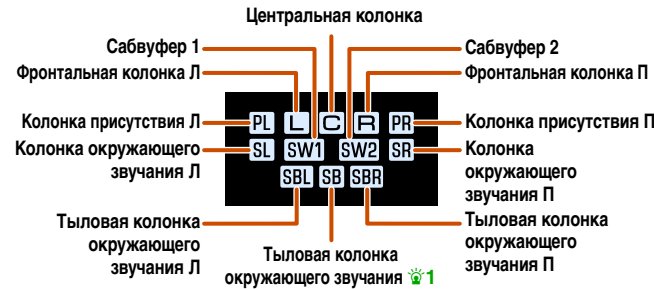 Центральная колонка
Сабвуфер 1
Сабвуфер 2
Фронтальная колонка Л
Фронтальная колонка П
PL L C R PR
Колонка присутствия Л
Колонка присутствия П
SL SW1 SW2 SR
Колонка окружающего
звучания Л
Колонка
окружающего
звучания П
SBL SB SBR
Тыловая колонка
окружающего
звучания Л
Тыловая колонка
окружающего звучания 1
Тыловая колонка
окружающего
звучания П